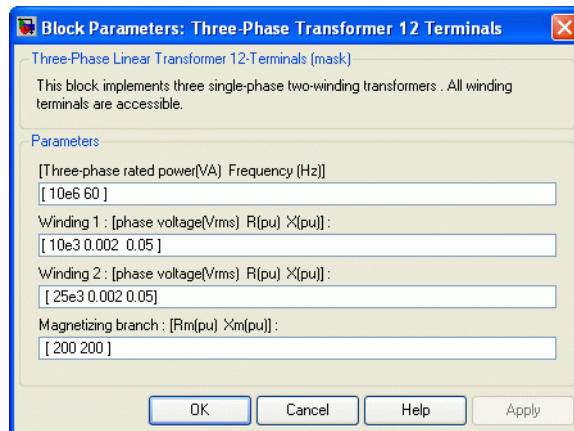 Block Parameters: Three-Phase Transformer 12 Terminals
Three-Phase Linear Transformer 12-Terminals (mask)
This block implements three single-phase two-winding transformers . All winding
terminals are accessible.
Parameters
[Three-phase rated power(VA) Frequency (Hz)]
[ 10e6 60 ]
Winding 1 : [phase voltage(Vrms) R(pu) X(pu)] :
[ 10e3 0.002 0.05 ]
Winding 2 : [phase voltage(Vrms) R(pu) X(pu)] :
[ 25e3 0.002 0.05]
Magnetizing branch : [Rm(pu) Xm(pu)] :
[ 200 200 ]
OK Cancel Help Apply